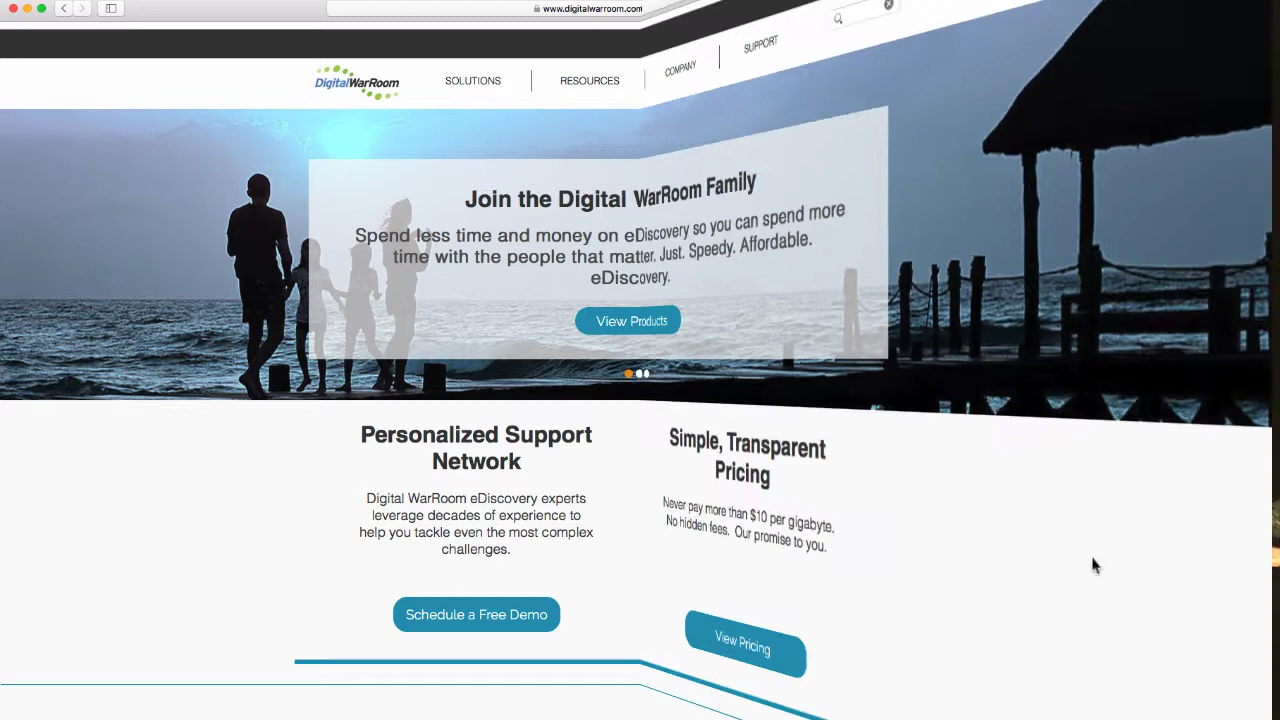 www.digitalwarroom.com
DigitalWarRoom
SOLUTIONS
RESOURCES
COMPANY
SUPPORT
Join the Digital WarRoom Family
Spend less time and money on eDiscovery so you can spend more
time with the people that matter. Just. Speedy. Affordable.
eDiscovery.
View Products
Personalized Support
Network
Digital WarRoom eDiscovery experts
leverage decades of experience to
help you tackle even the most complex
challenges.
Schedule a Free Demo
Simple, Transparent
Pricing
Never pay more than $10 per gigabyte.
No hidden fees. Our promise to you.
View Pricing